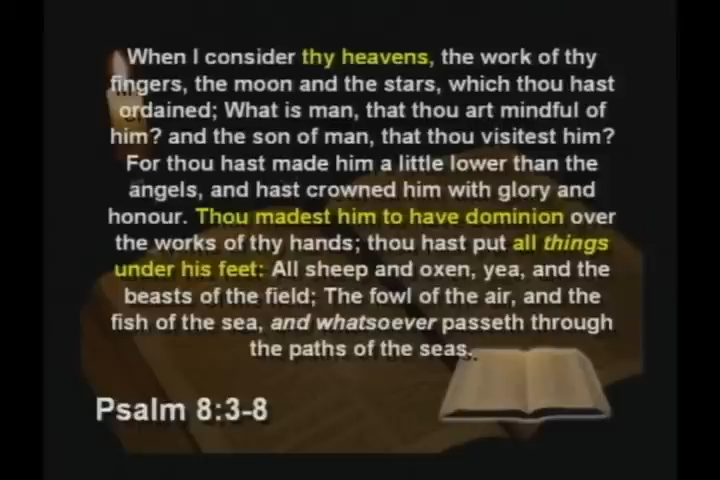 When I consider thy heavens, the work of thy
fingers, the moon and the stars, which thou hast
ordained; What is man, that thou art mindful of
him? and the son of man, that thou visitest him?
For thou hast made him a little lower than the
angels, and hast crowned him with glory and
honour. Thou madest him to have dominion over
the works of thy hands; thou hast put all things
under his feet: All sheep and oxen, yea, and the
beasts of the field; The fowl of the air, and the
fish of the sea, and whatsoever passeth through
the paths of the seas.
Psalm 8:3-8